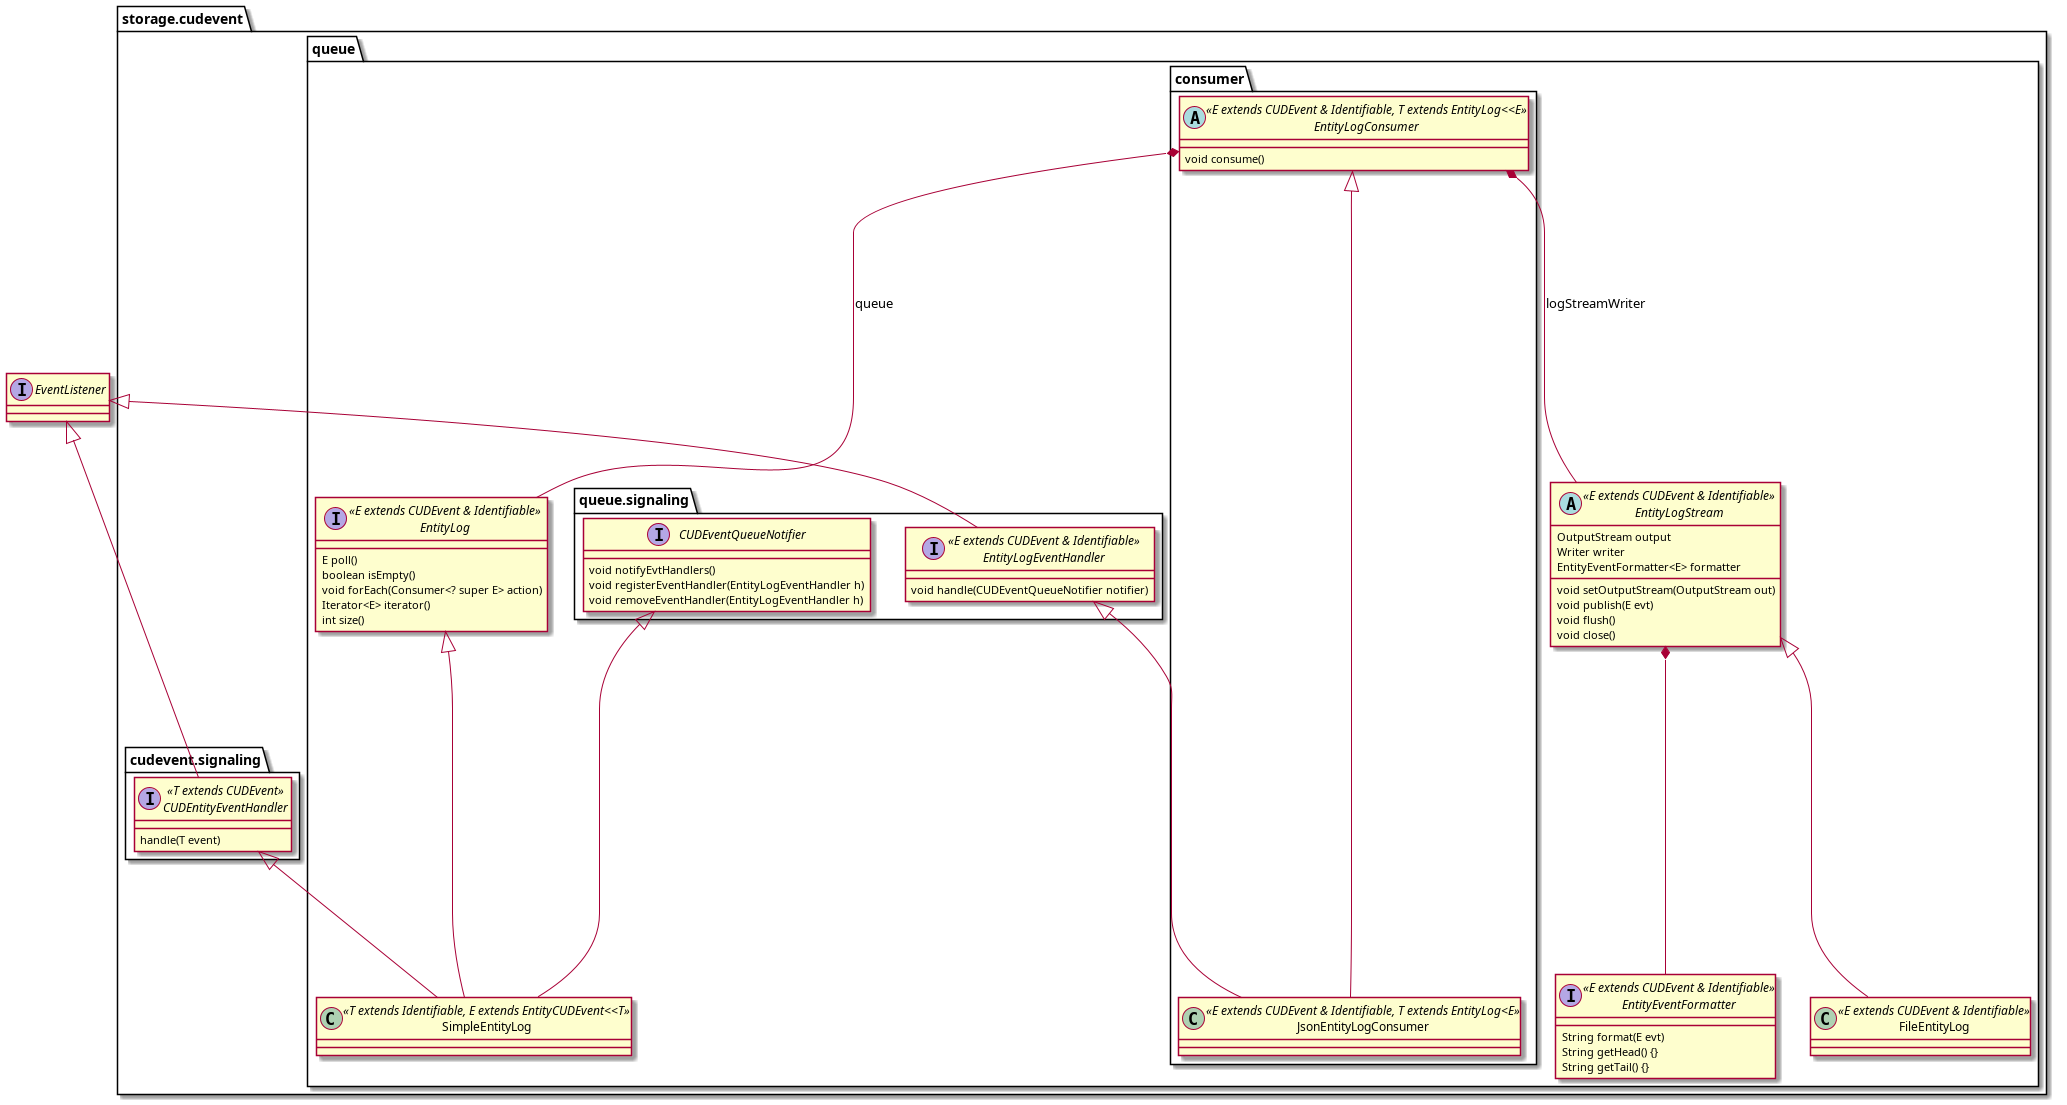 storage.cudevent
queue
consumer
A
«E extends CUDEvent & Identifiable, T extends EntityLog<<E»
EntityLogConsumer
void consume()
queue
logStreamWriter
I
EventListener
queue.signaling
I
«E extends CUDEvent & Identifiable»
EntityLog
E poll()
boolean isEmpty()
void forEach(Consumer<? super E> action)
Iterator<E> iterator()
int size()
I
CUDEventQueueNotifier
void notifyEvtHandlers()
void registerEventHandler(EntityLogEventHandler h)
void removeEventHandler(EntityLogEventHandler h)
I
«E extends CUDEvent & Identifiable»
EntityLogEventHandler
void handle(CUDEventQueueNotifier notifier)
A
«E extends CUDEvent & Identifiable»
EntityLogStream
OutputStream output
Writer writer
EntityEventFormatter<E> formatter
void setOutputStream(OutputStream out)
void publish(E evt)
void flush()
void close()
cudevent.signaling
I
«T extends CUDEvent»
CUDEntityEventHandler
handle(T event)
C
«T extends Identifiable, E extends EntityCUDEvent<<T»
SimpleEntityLog
C
«E extends CUDEvent & Identifiable, T extends EntityLog<E»
JsonEntityLogConsumer
I
«E extends CUDEvent & Identifiable»
EntityEventFormatter
String format(E evt)
String getHead() {}
String getTail() {}
C
«E extends CUDEvent & Identifiable»
FileEntityLog